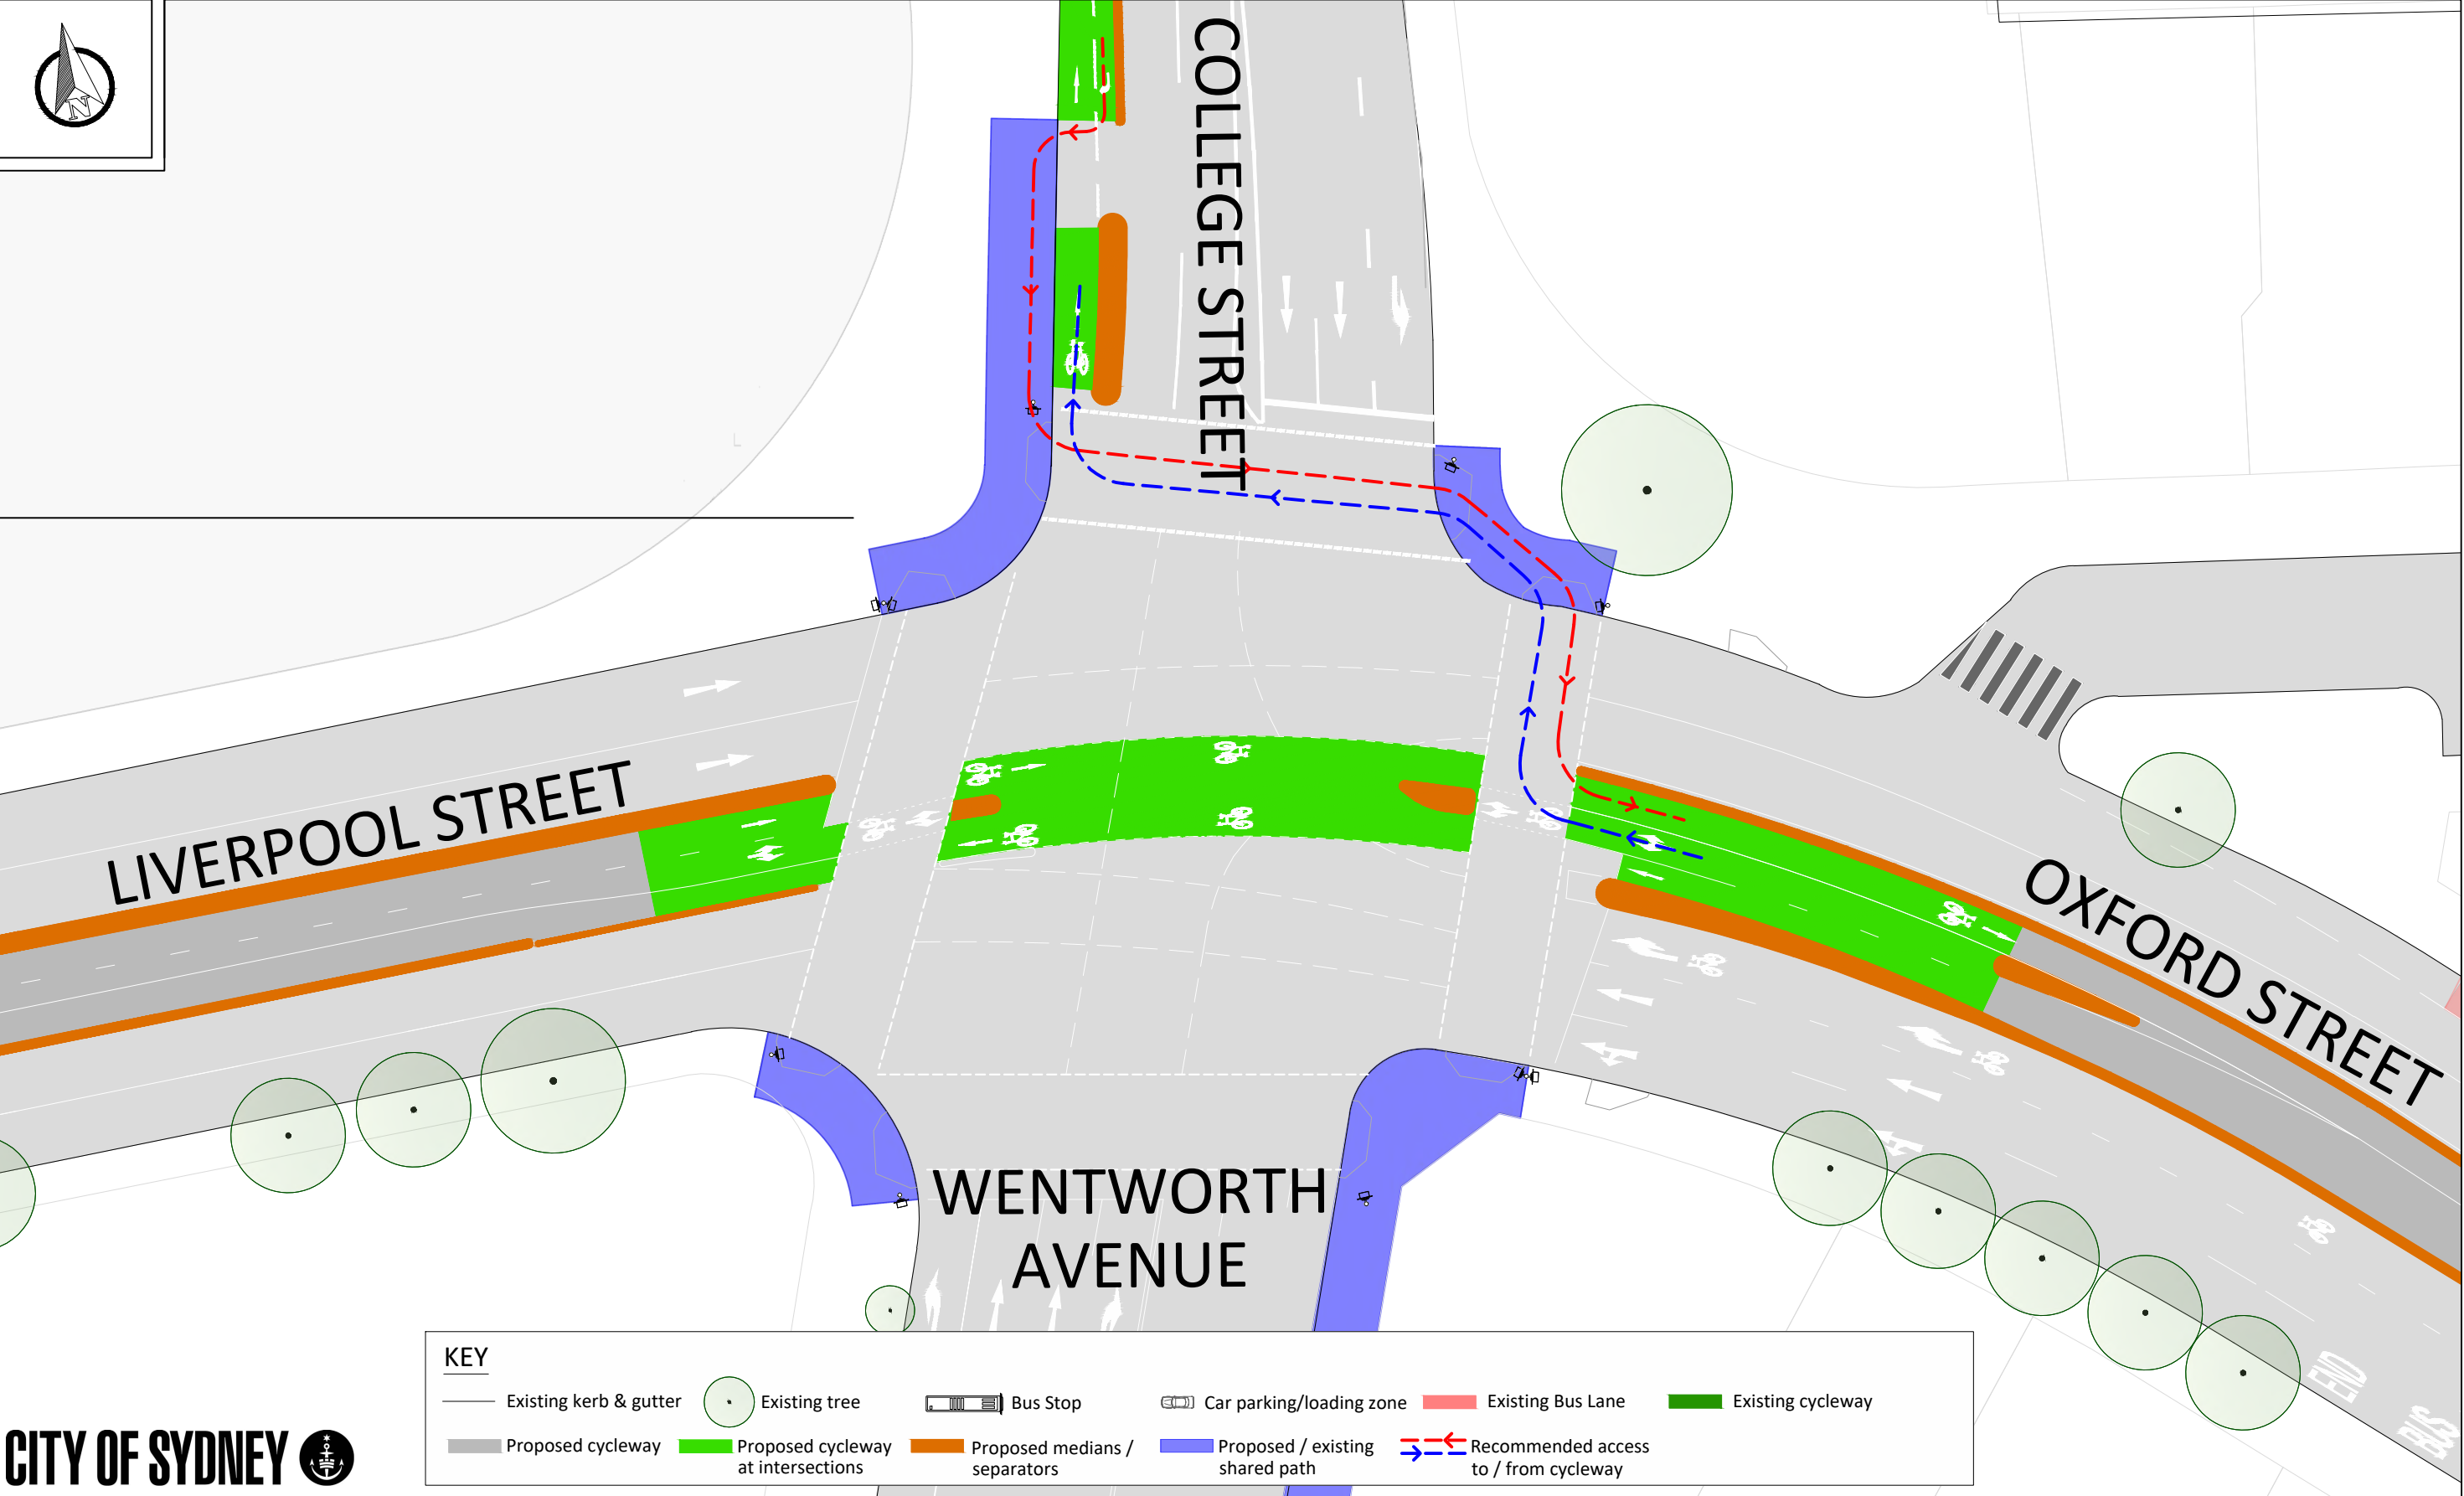 N
COLLEGE STREET
LIVERPOOL STREET
OXFORD STREET
WENTWORTH
AVENUE
BUS
LANE
KEY
Existing kerb & gutter
Existing tree
Bus Stop
Car parking/loading zone
Existing Bus Lane
Existing cycleway
Proposed cycleway
Proposed cycleway
at intersections
Proposed medians /
separators
Proposed / existing
shared path
Recommended access
to / from cycleway
CITY OF SYDNEY